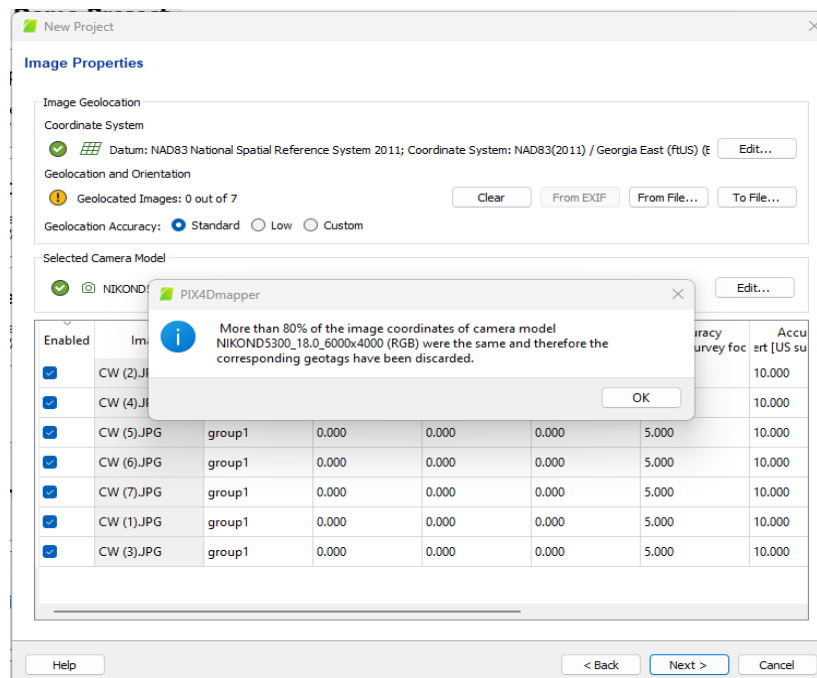 New Project
Image Properties
Image Geolocation
Coordinate System
Datum: NAD83 National Spatial Reference System 2011; Coordinate System: NAD83(2011) / Georgia East (ftUS) (E
Edit...
Geolocation and Orientation
Geolocated Images: 0 out of 7
Clear
From EXIF
From File...
To File...
Geolocation Accuracy: Standard Low Custom
Selected Camera Model
NIKOND5
Edit...
PIX4Dmapper
More than 80% of the image coordinates of camera model
NIKOND5300_18.0_6000x4000 (RGB) were the same and therefore the
corresponding geotags have been discarded.
OK
Enabled Ima uracy Accu
urvey foc ert [US su
CW (2).JP 10.000
CW (4).JP 10.000
CW (5).JPG group1 0.000 0.000 0.000 5.000 10.000
CW (6).JPG group1 0.000 0.000 0.000 5.000 10.000
CW (7).JPG group1 0.000 0.000 0.000 5.000 10.000
CW (1).JPG group1 0.000 0.000 0.000 5.000 10.000
CW (3).JPG group1 0.000 0.000 0.000 5.000 10.000
Help
< Back
Next >
Cancel